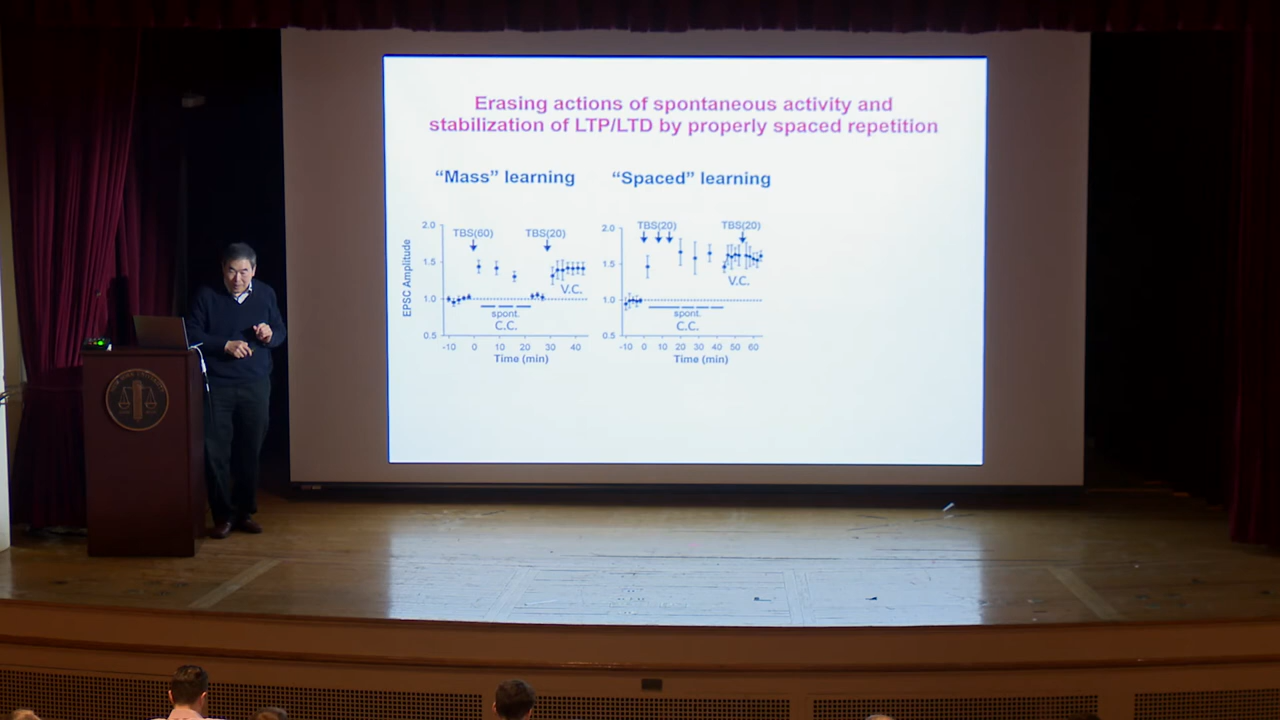 Erasing actions of spontaneous activity and
stabilization of LTP/LTD by properly spaced repetition
“Mass” learning
“Spaced” learning
EPSC Amplitude
2.0
1.5
1.0
0.5
TBS(60)
TBS(20)
V.C.
spont.
C.C.
-10 0 10 20 30 40
Time (min)
2.0
1.5
1.0
0.5
TBS(20)
TBS(20)
V.C.
spont.
C.C.
-10 0 10 20 30 40 50 60
Time (min)